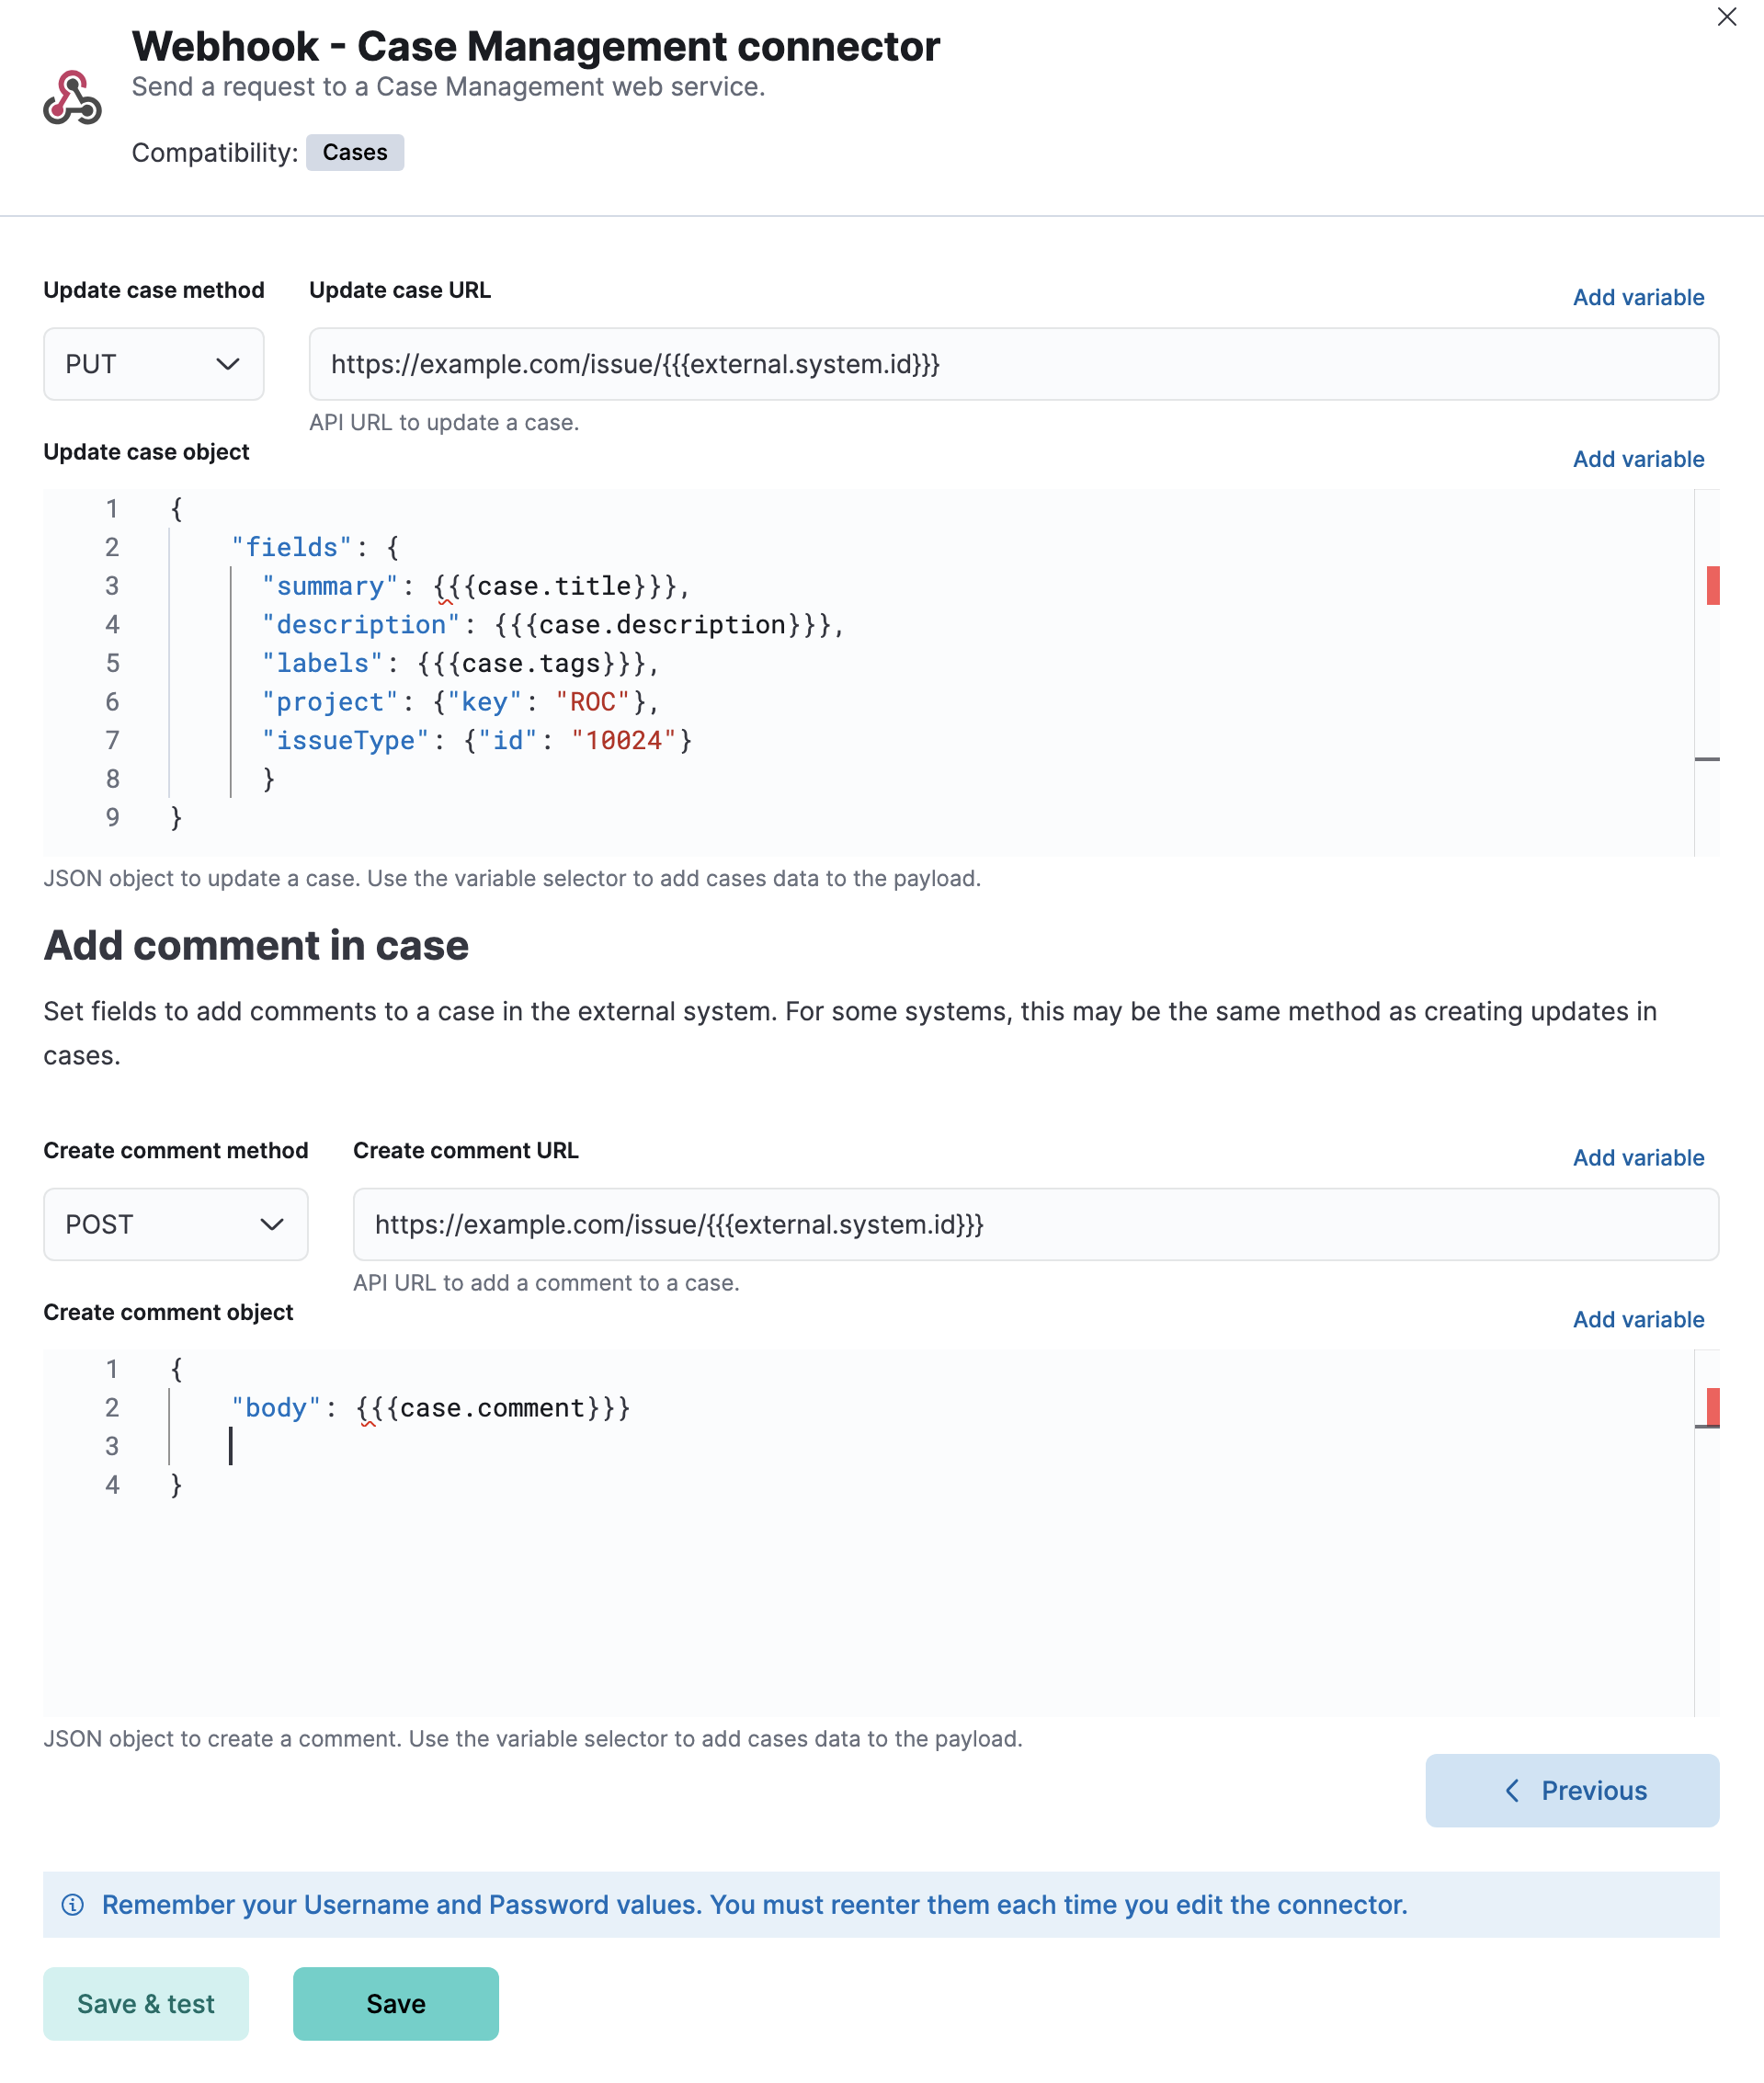 Webhook - Case Management connector
Send a request to a Case Management web service.
Compatibility: Cases
Update case method Update case URL Add variable
PUT https://example.com/issue/{{{external.system.id}}}
API URL to update a case.
Update case object Add variable
1 {
2     "fields": {
3       "summary": {{{case.title}}},
4       "description": {{{case.description}}},
5       "labels": {{{case.tags}}},
6       "project": {"key": "ROC"},
7       "issueType": {"id": "10024"}
8       }
9 }
JSON object to update a case. Use the variable selector to add cases data to the payload.
Add comment in case
Set fields to add comments to a case in the external system. For some systems, this may be the same method as creating updates in
cases.
Create comment method Create comment URL Add variable
POST https://example.com/issue/{{{external.system.id}}}
API URL to add a comment to a case.
Create comment object Add variable
1 {
2     "body": {{{case.comment}}}
3
4 }
JSON object to create a comment. Use the variable selector to add cases data to the payload.
Previous
Remember your Username and Password values. You must reenter them each time you edit the connector.
Save & test Save